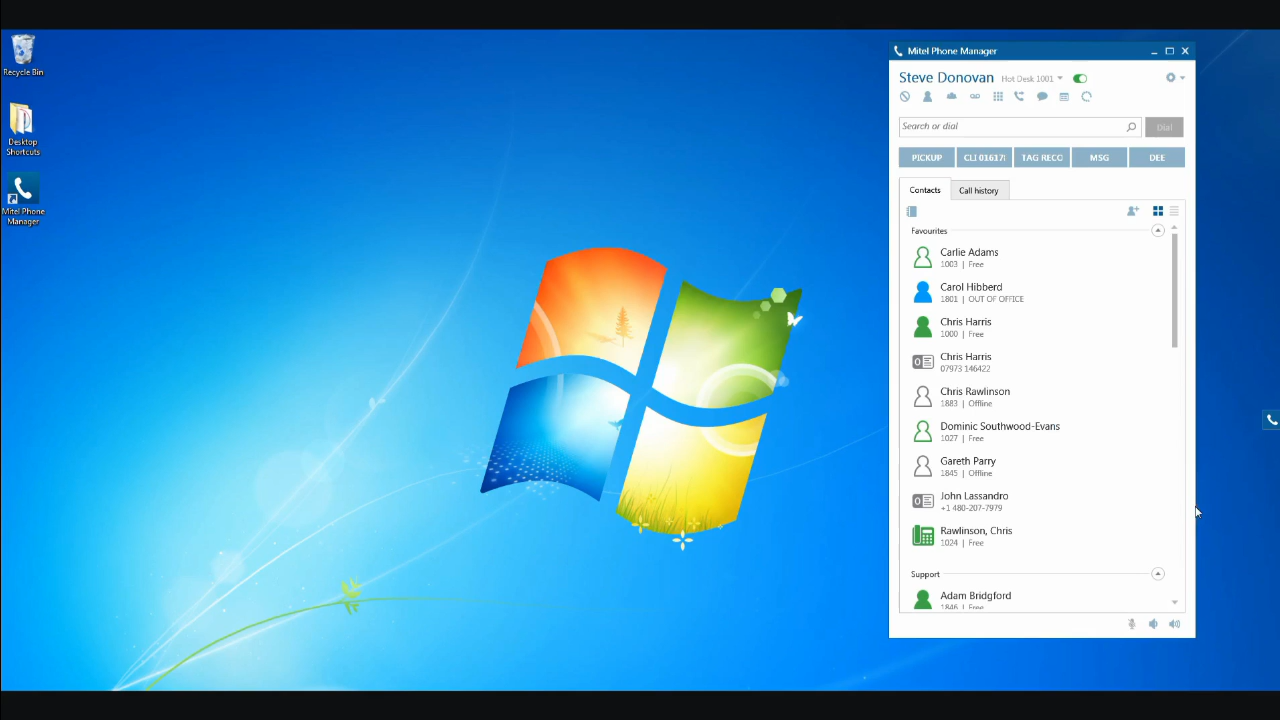 Recycle Bin
Desktop
Shortcuts
Mitel Phone
Manager
Mitel Phone Manager
Steve Donovan Hot Desk 1001
Search or dial
Dial
PICKUP
CLI 01617
TAG RECO
MSG
DEE
Contacts
Call history
Favourites
Carlie Adams
1003 | Free
Carol Hibberd
1801 | OUT OF OFFICE
Chris Harris
1000 | Free
Chris Harris
07973 146422
Chris Rawlinson
1883 | Offline
Dominic Southwood-Evans
1027 | Free
Gareth Parry
1845 | Offline
John Lassandro
+1 480-207-7979
Rawlinson, Chris
1024 | Free
Support
Adam Bridgford
1846 | Free